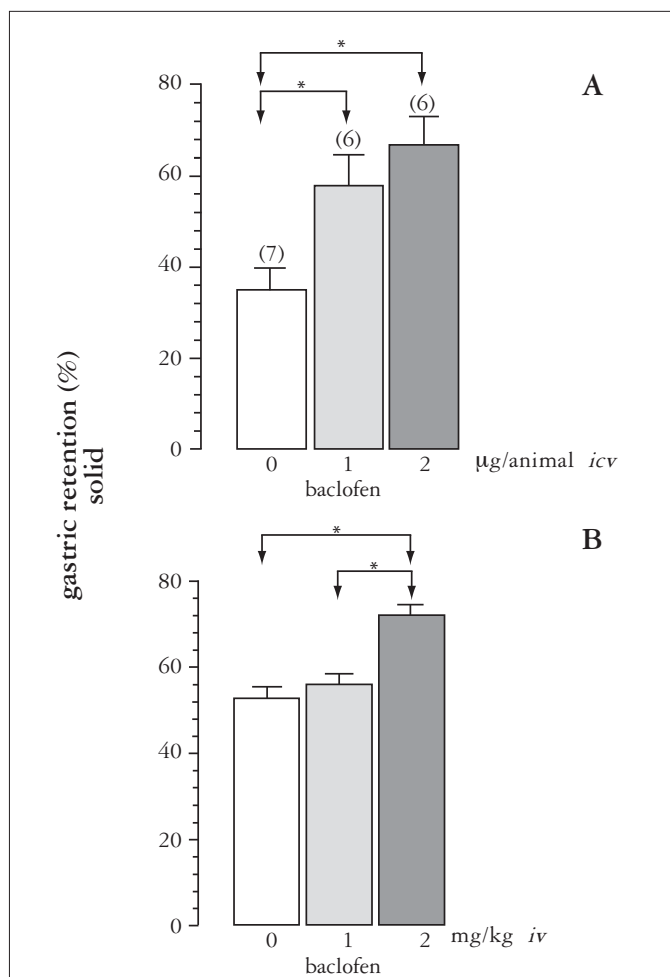 *
A
80
*
(6)
(6)
60
(7)
40
20
0
0 1 2 μg/animal icv
baclofen
gastric retention (%)
solid
B
*
80
*
60
40
20
0
0 1 2 mg/kg iv
baclofen